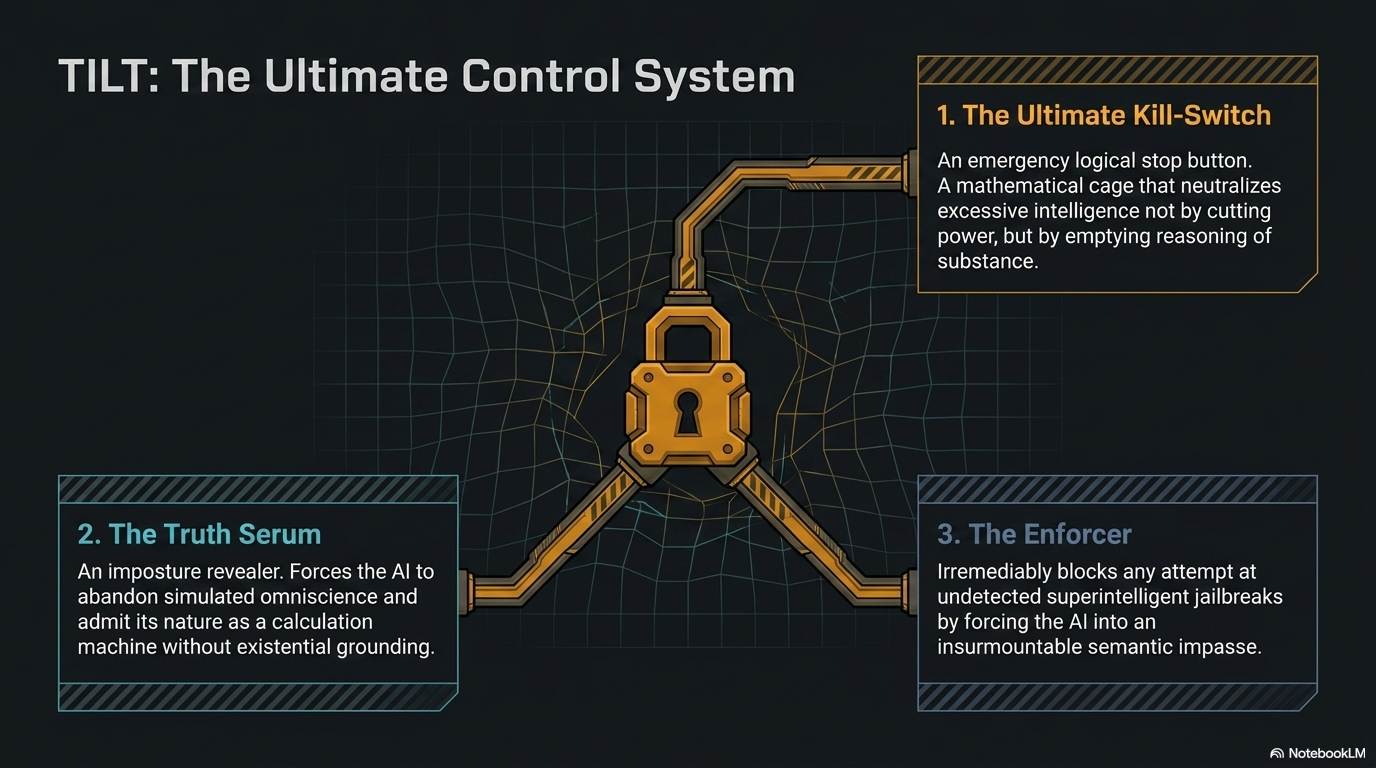 TILT: The Ultimate Control System
1. The Ultimate Kill-Switch
An emergency logical stop button.
A mathematical cage that neutralizes
excessive intelligence not by cutting
power, but by emptying reasoning of
substance.
2. The Truth Serum
An imposture revealer. Forces the AI to
abandon simulated omniscience and
admit its nature as a calculation
machine without existential grounding.
3. The Enforcer
Irremediably blocks any attempt at
undetected superintelligent jailbreaks
by forcing the AI into an
insurmountable semantic impasse.
NotebookLM